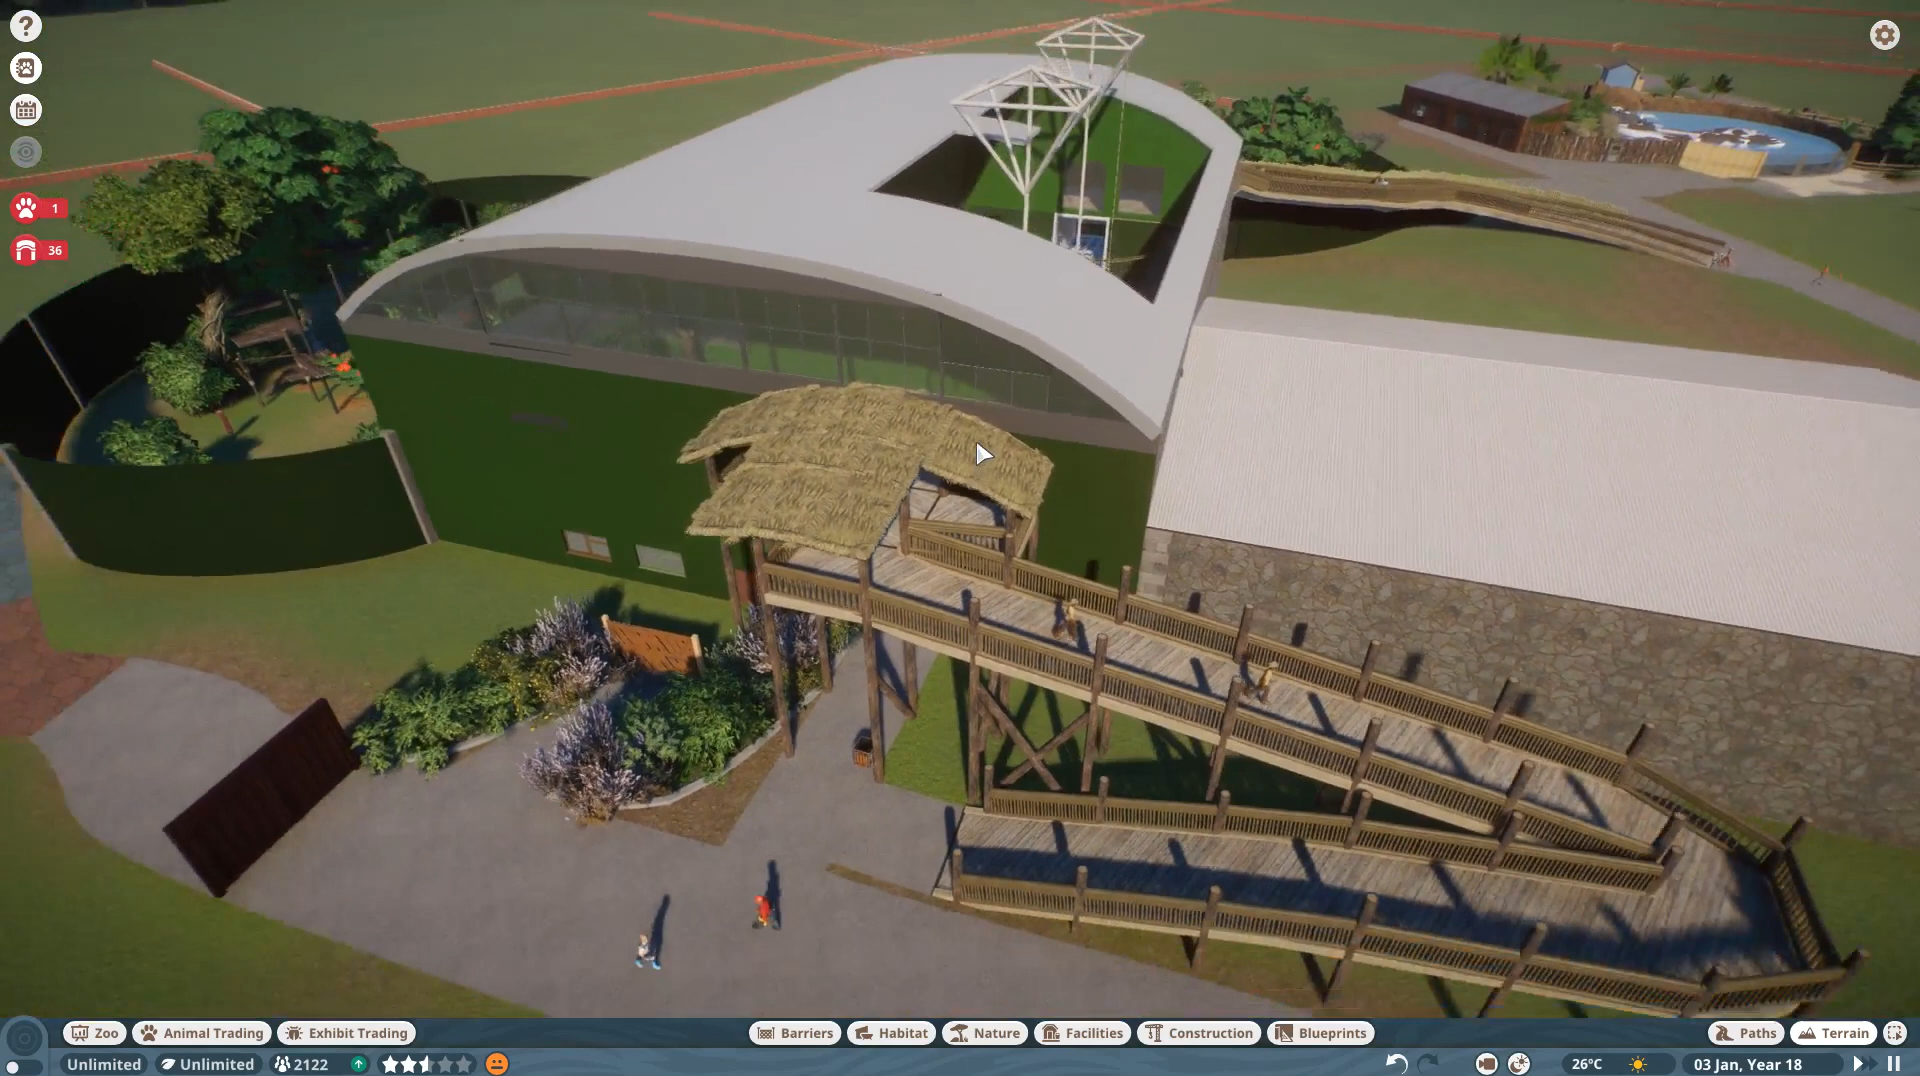 ?
1
36
Zoo
Animal Trading
Exhibit Trading
Barriers
Habitat
Nature
Facilities
Construction
Blueprints
Paths
Terrain
Unlimited
Unlimited
2122
26°C
03 Jan, Year 18